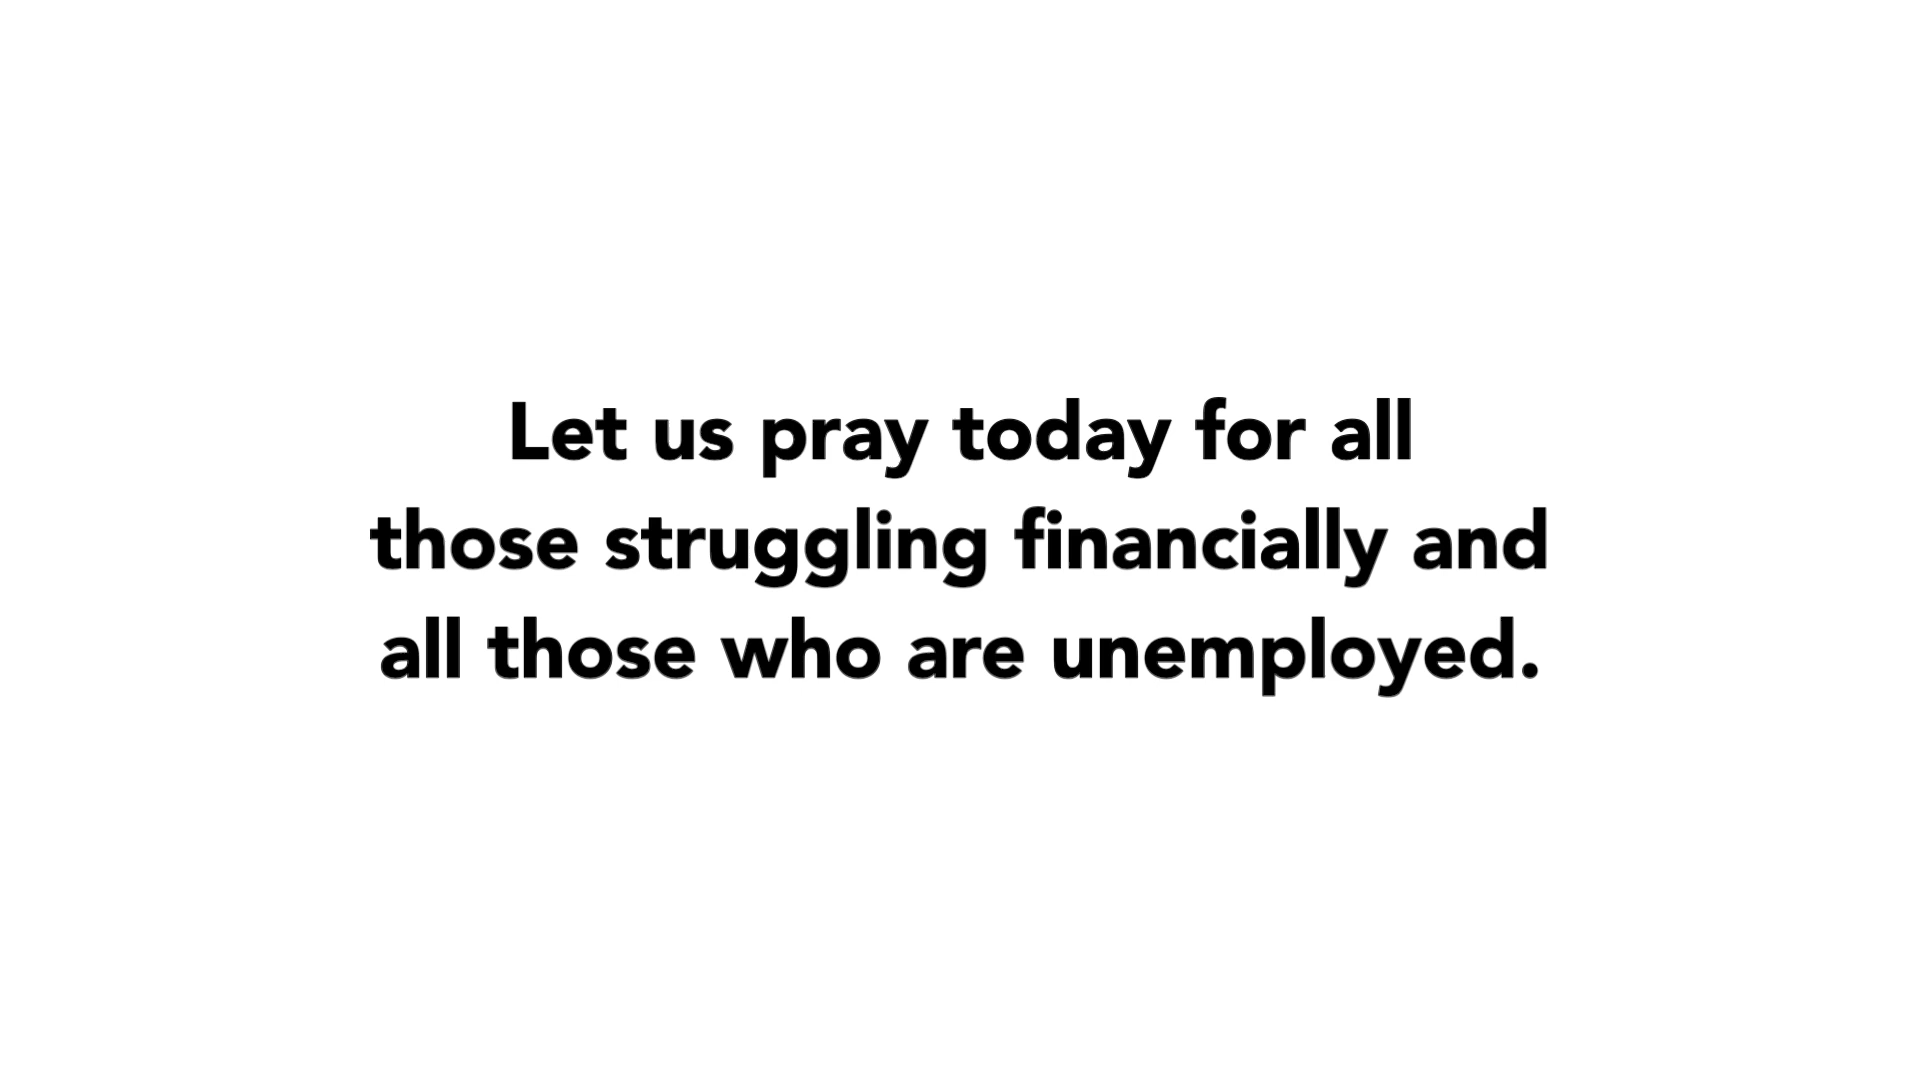 Let us pray today for all
those struggling financially and
all those who are unemployed.